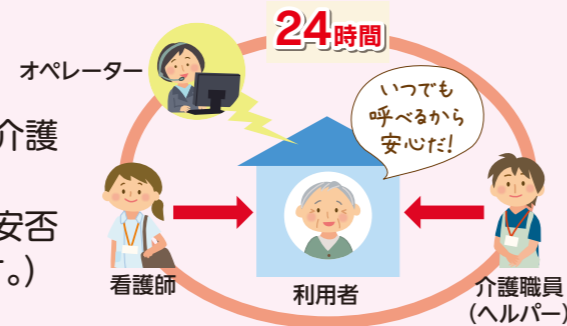 24時間
オペレーター
いつでも
呼べるから
安心だ!
介護
安否
。)
看護師
利用者
介護職員
(ヘルパー)